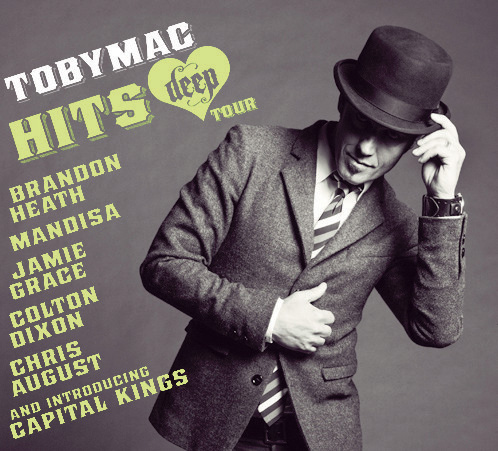 TOBYMAC
HITS deep TOUR
BRANDON
HEATH
MANDISA
JAMIE
GRACE
COLTON
DIXON
CHRIS
AUGUST
AND INTRODUCING
CAPITAL KINGS